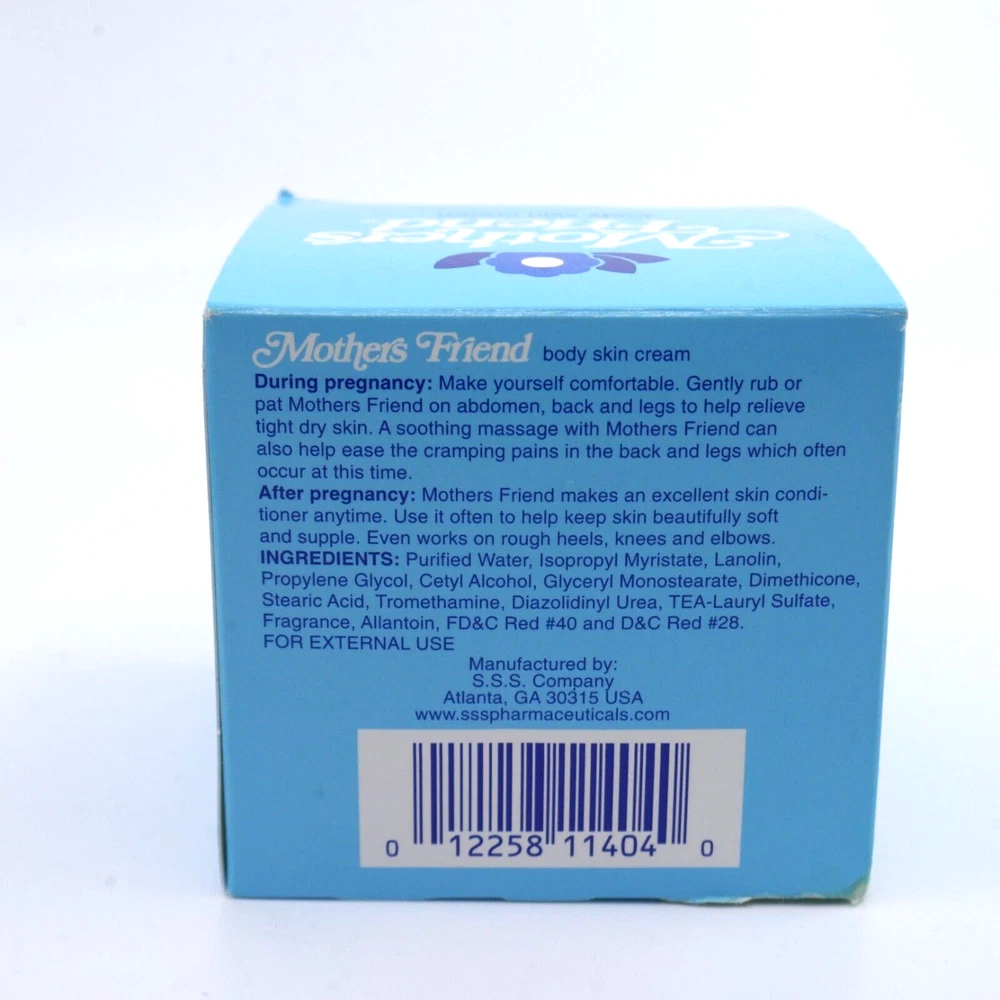 Mothers Friend
body skin cream
Mothers Friend body skin cream
During pregnancy: Make yourself comfortable. Gently rub or
pat Mothers Friend on abdomen, back and legs to help relieve
tight dry skin. A soothing massage with Mothers Friend can
also help ease the cramping pains in the back and legs which often
occur at this time.
After pregnancy: Mothers Friend makes an excellent skin condi-
tioner anytime. Use it often to help keep skin beautifully soft
and supple. Even works on rough heels, knees and elbows.
INGREDIENTS: Purified Water, Isopropyl Myristate, Lanolin,
Propylene Glycol, Cetyl Alcohol, Glyceryl Monostearate, Dimethicone,
Stearic Acid, Tromethamine, Diazolidinyl Urea, TEA-Lauryl Sulfate,
Fragrance, Allantoin, FD&C Red #40 and D&C Red #28.
FOR EXTERNAL USE
Manufactured by:
S.S.S. Company
Atlanta, GA 30315 USA
www.ssspharmaceuticals.com
0 12258 11404 0